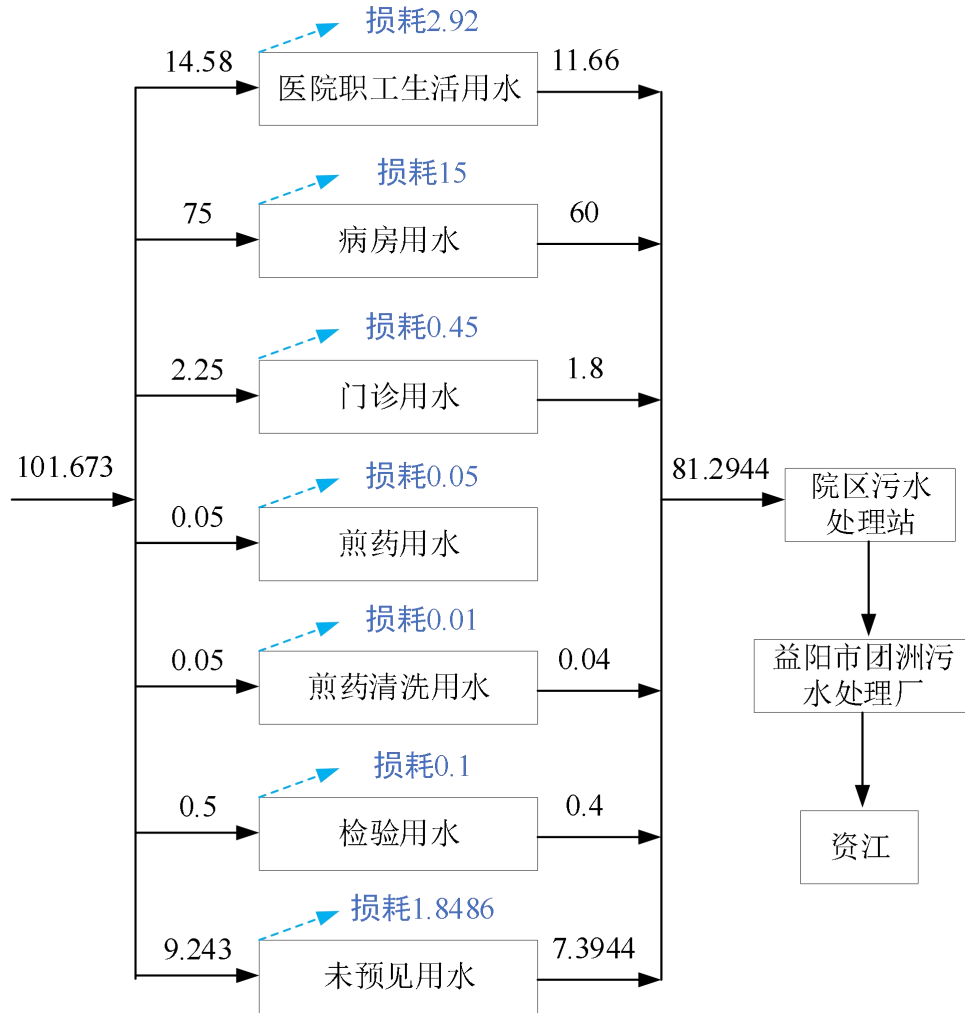 损耗2.92
14.58
医院职工生活用水
11.66
损耗15
75
病房用水
60
损耗0.45
2.25
门诊用水
1.8
101.673
损耗0.05
0.05
煎药用水
81.2944
院区污水
处理站
损耗0.01
0.05
煎药清洗用水
0.04
益阳市团洲污
水处理厂
损耗0.1
0.5
检验用水
0.4
资江
损耗1.8486
9.243
未预见用水
7.3944